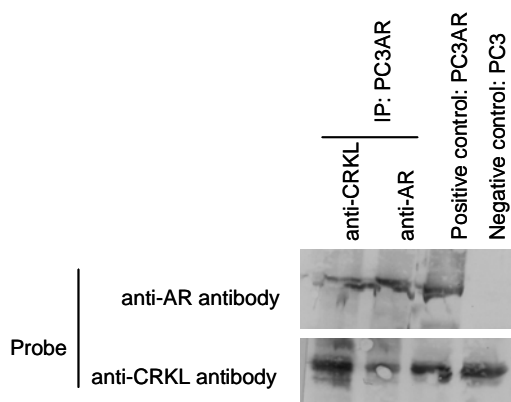 IP: PC3AR
anti-CRKL
anti-AR
Positive control: PC3AR
Negative control: PC3
Probe
anti-AR antibody
anti-CRKL antibody